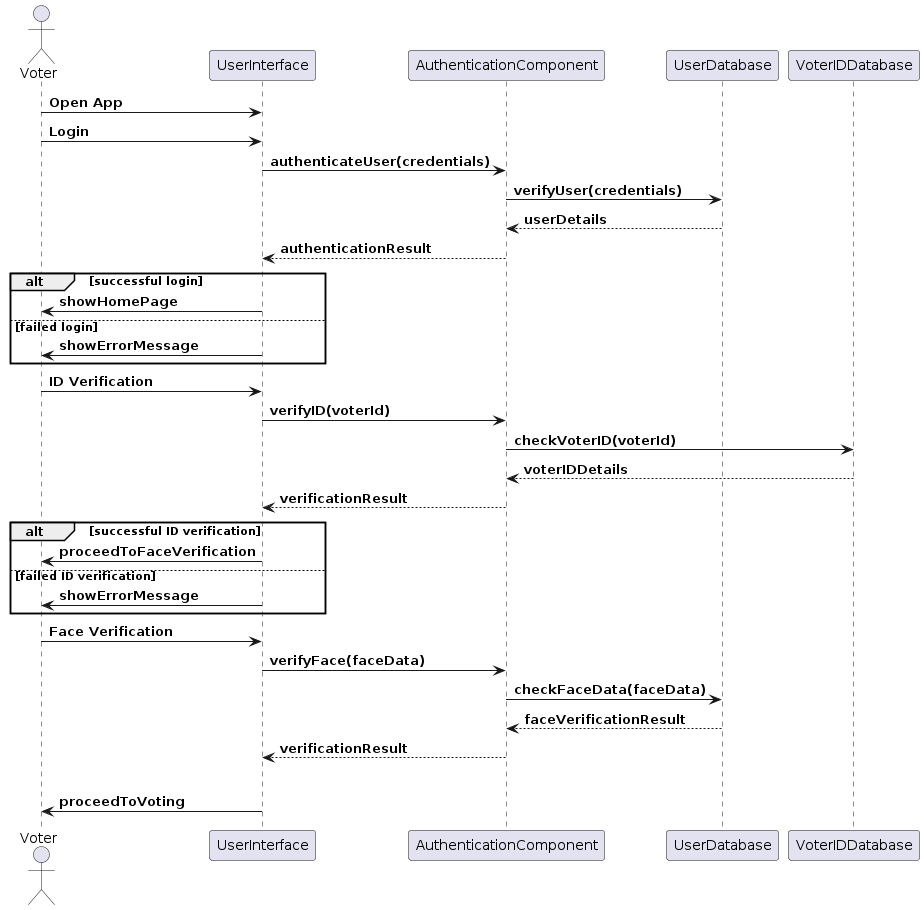 Voter
UserInterface
AuthenticationComponent
UserDatabase
VoterIDDatabase
Open App
Login
authenticateUser(credentials)
verifyUser(credentials)
userDetails
authenticationResult
alt [successful login]
showHomePage
[failed login]
showErrorMessage
ID Verification
verifyID(voterId)
checkVoterID(voterId)
voterIDDetails
verificationResult
alt [successful ID verification]
proceedToFaceVerification
[failed ID verification]
showErrorMessage
Face Verification
verifyFace(faceData)
checkFaceData(faceData)
faceVerificationResult
verificationResult
proceedToVoting
Voter
UserInterface
AuthenticationComponent
UserDatabase
VoterIDDatabase